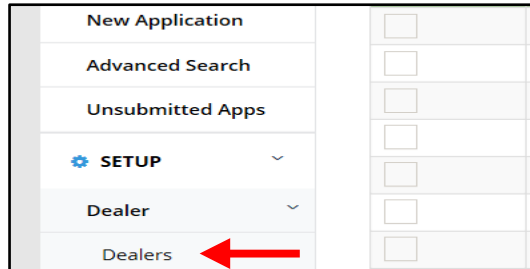 New Application
Advanced Search
Unsubmitted Apps
SETUP
Dealer
Dealers